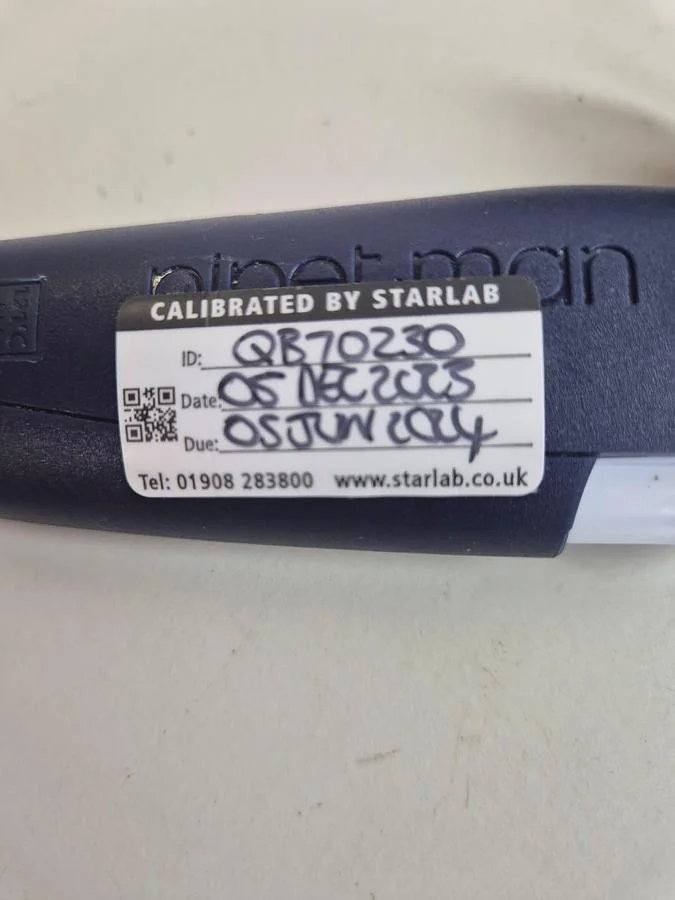 pipetman
CALIBRATED BY STARLAB
ID: QB70230
Date: 05 DEC 2023
Due: 05 JUN 2024
Tel: 01908 283800 www.starlab.co.uk